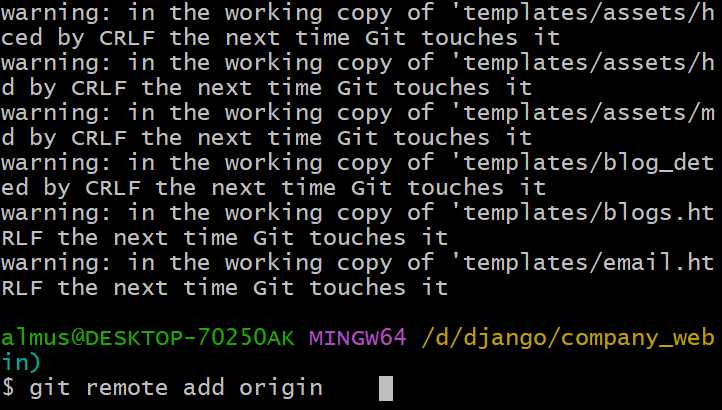 warning: in the working copy of 'templates/assets/h
ced by CRLF the next time Git touches it
warning: in the working copy of 'templates/assets/h
d by CRLF the next time Git touches it
warning: in the working copy of 'templates/assets/m
d by CRLF the next time Git touches it
warning: in the working copy of 'templates/blog_det
ed by CRLF the next time Git touches it
warning: in the working copy of 'templates/blogs.ht
RLF the next time Git touches it
warning: in the working copy of 'templates/email.ht
RLF the next time Git touches it
almus@DESKTOP-70250AK MINGW64 /d/django/company_web
in)
$ git remote add origin